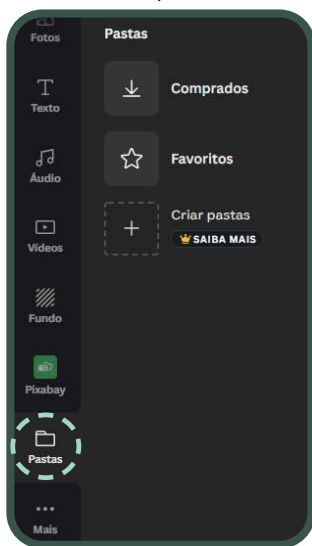 Fotos
Texto
Áudio
Vídeos
Fundo
Pixabay
Pastas
Mais
Pastas
Comprados
Favoritos
Criar pastas
SAIBA MAIS